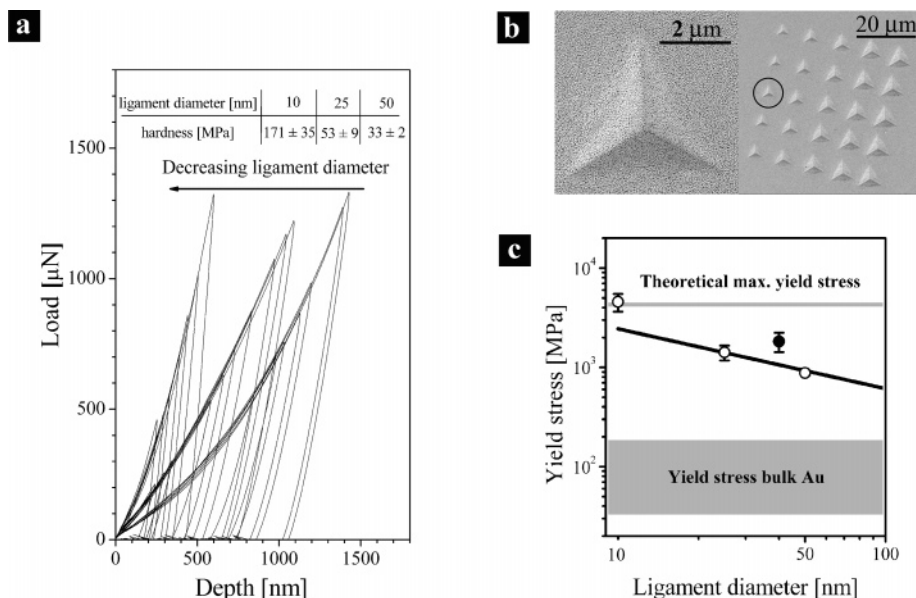 a
ligament diameter [nm] 10 25 50
hardness [MPa] 171 ± 35 53 ± 9 33 ± 2
Decreasing ligament diameter
Load [μN]
1500
1000
500
0
0 500 1000 1500
Depth [nm]
b
2 μm
20 μm
c
Yield stress [MPa]
10⁴
10³
10²
Theoretical max. yield stress
Yield stress bulk Au
10 50 100
Ligament diameter [nm]